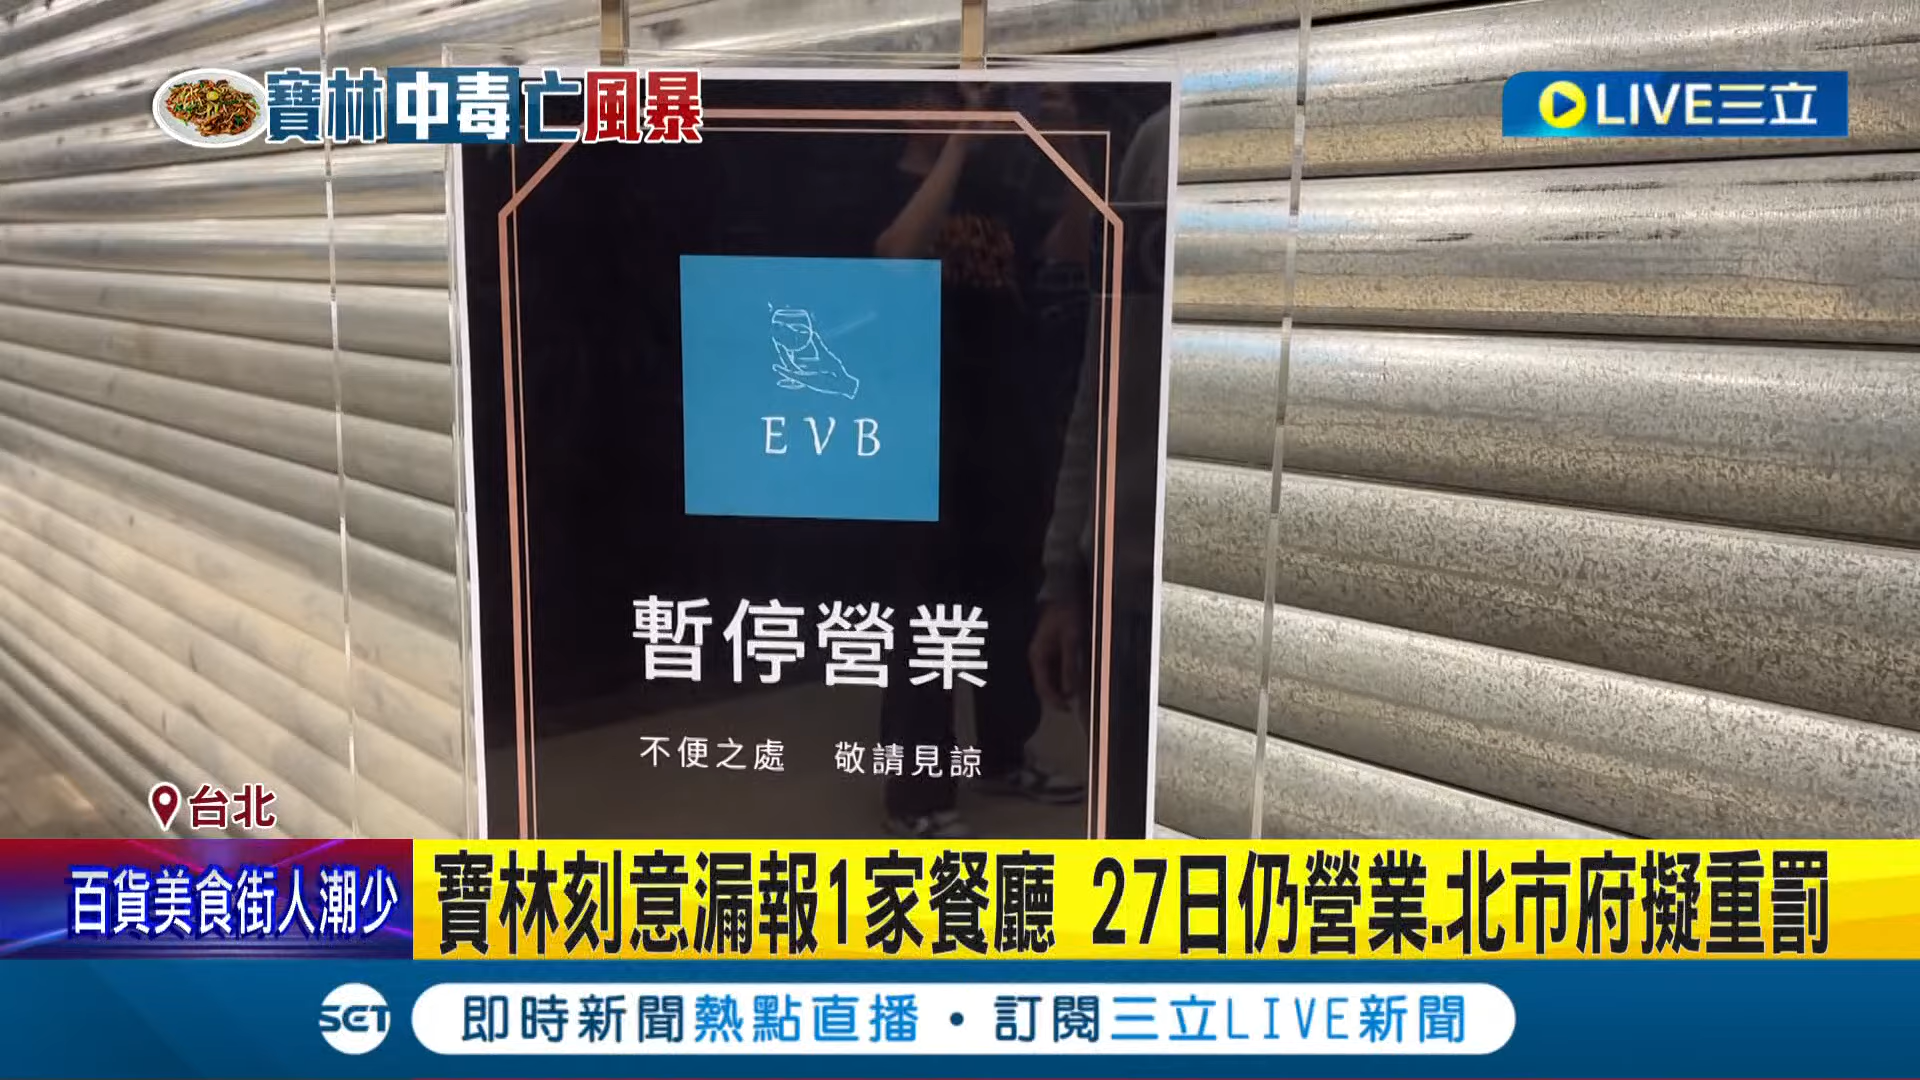 寶林中毒亡風暴
LIVE三立
EVB
暫停營業
不便之處 敬請見諒
台北
百貨美食街人潮少
寶林刻意漏報1家餐廳 27日仍營業.北市府擬重罰
SET
即時新聞熱點直播・訂閱三立LIVE新聞